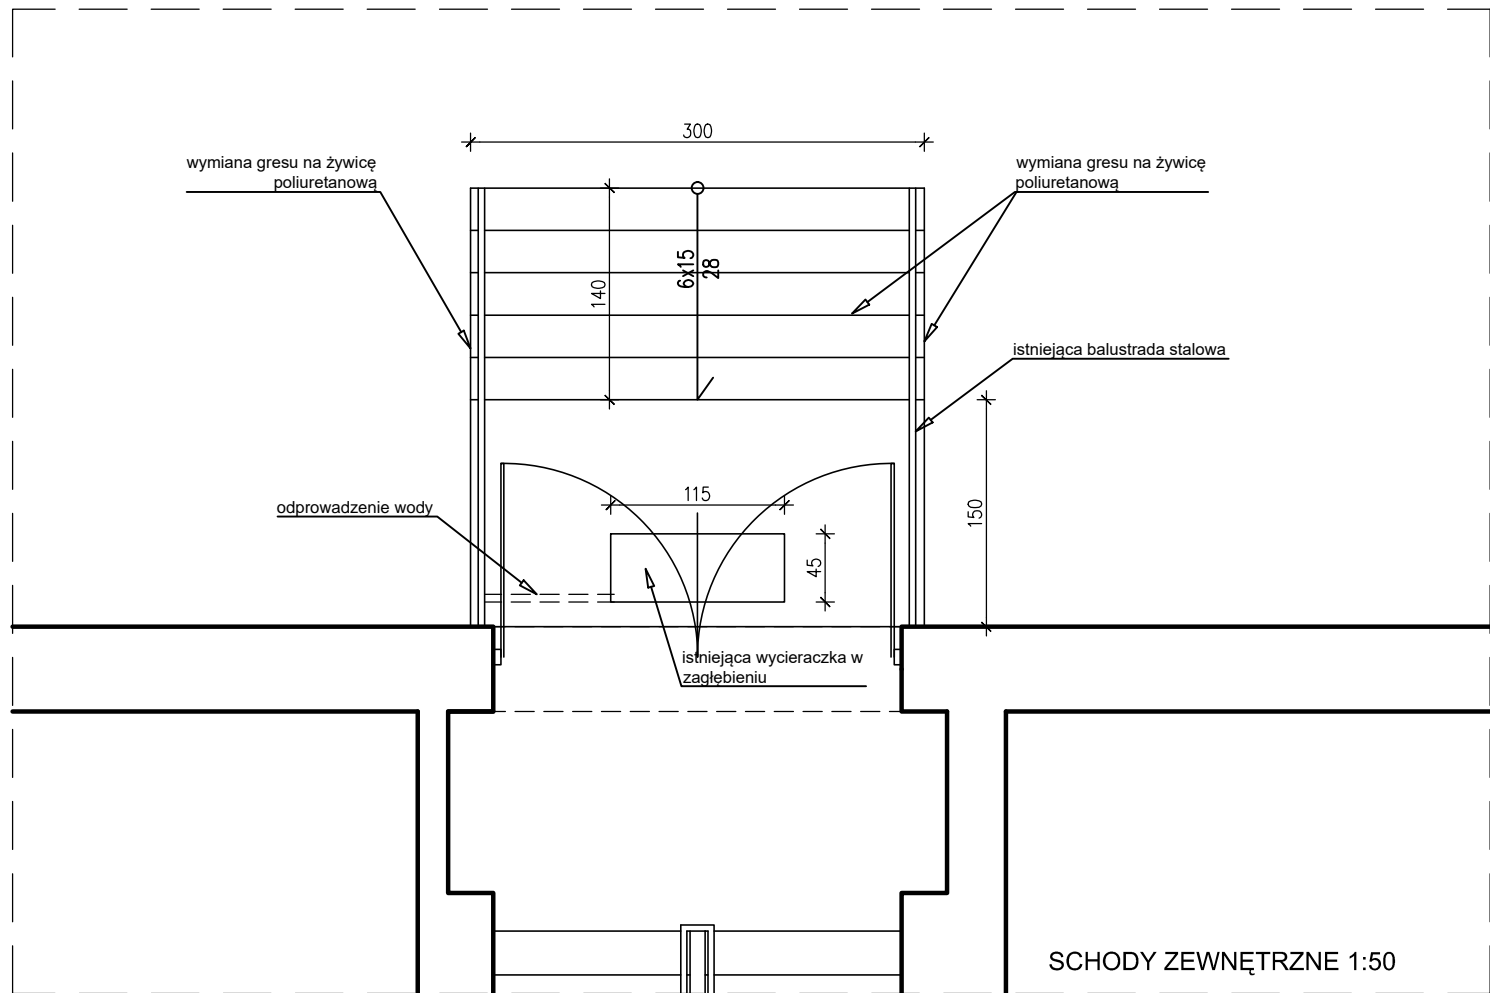 300
wymiana gresu na żywicę
poliuretanową
wymiana gresu na żywicę
poliuretanową
6x15
28
140
istniejąca balustrada stalowa
odprowadzenie wody
115
150
45
istniejąca wycieraczka w
zagłębieniu
SCHODY ZEWNĘTRZNE 1:50